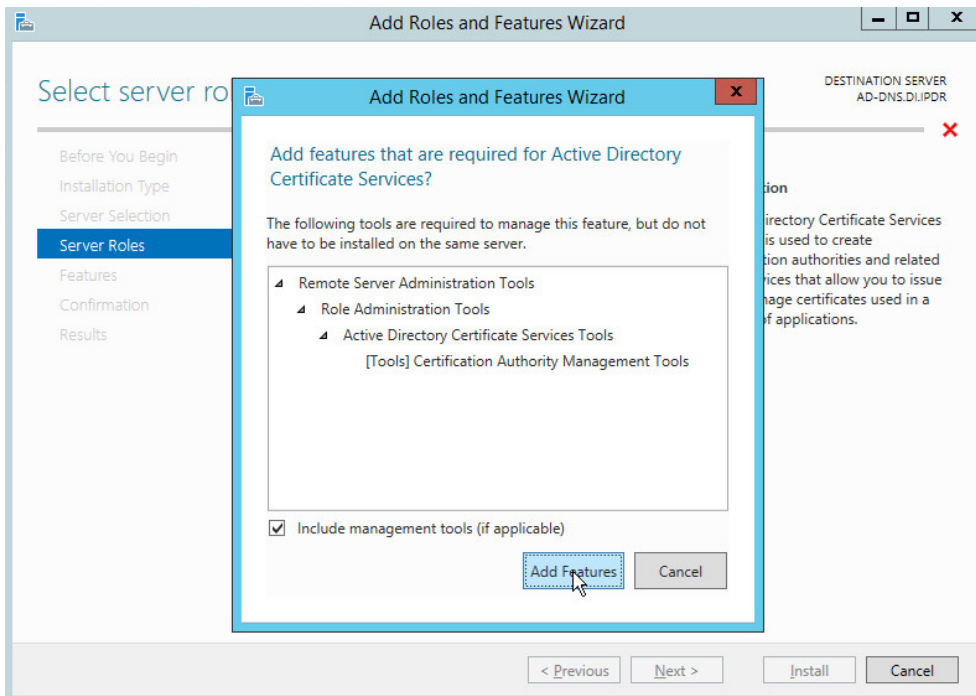 Add Roles and Features Wizard
Select server ro
DESTINATION SERVER
AD-DNS.DI.IPDR
Before You Begin
Installation Type
Server Selection
Server Roles
Features
Confirmation
Results
Add Roles and Features Wizard
Add features that are required for Active Directory
Certificate Services?
The following tools are required to manage this feature, but do not
have to be installed on the same server.
Remote Server Administration Tools
Role Administration Tools
Active Directory Certificate Services Tools
[Tools] Certification Authority Management Tools
Include management tools (if applicable)
Add Features
Cancel
tion
irectory Certificate Services
is used to create
tion authorities and related
vices that allow you to issue
nage certificates used in a
of applications.
< Previous
Next >
Install
Cancel